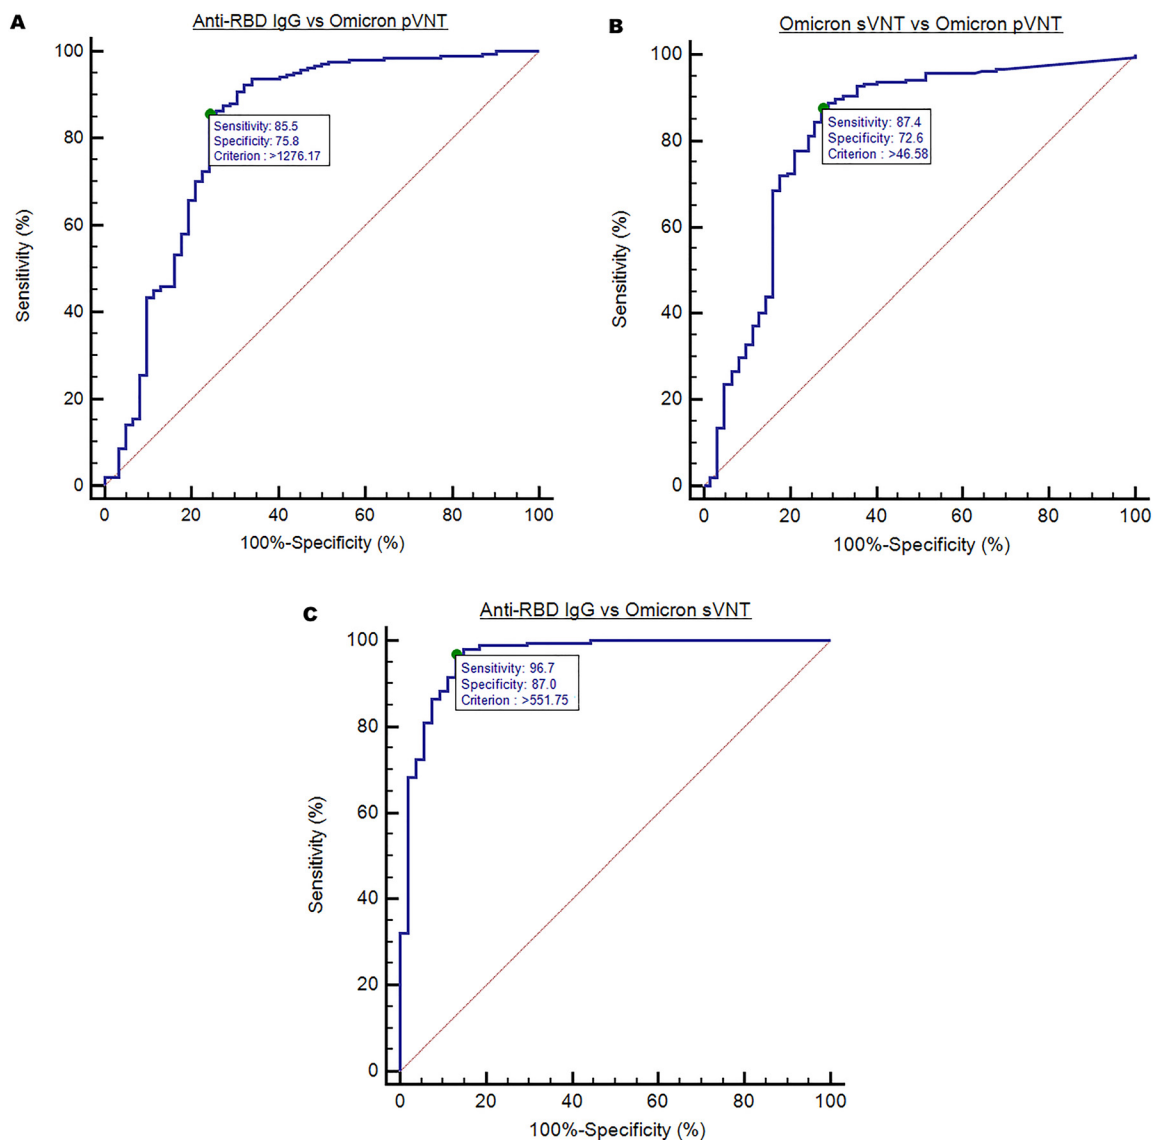 A
Anti-RBD IgG vs Omicron pVNT
100
80
60
40
20
0
Sensitivity (%)
Sensitivity: 85.5
Specificity: 75.8
Criterion : >1276.17
0 20 40 60 80 100
100%-Specificity (%)
B
Omicron sVNT vs Omicron pVNT
100
80
60
40
20
0
Sensitivity (%)
Sensitivity: 87.4
Specificity: 72.6
Criterion : >46.58
0 20 40 60 80 100
100%-Specificity (%)
C
Anti-RBD IgG vs Omicron sVNT
100
80
60
40
20
0
Sensitivity (%)
Sensitivity: 96.7
Specificity: 87.0
Criterion : >551.75
0 20 40 60 80 100
100%-Specificity (%)